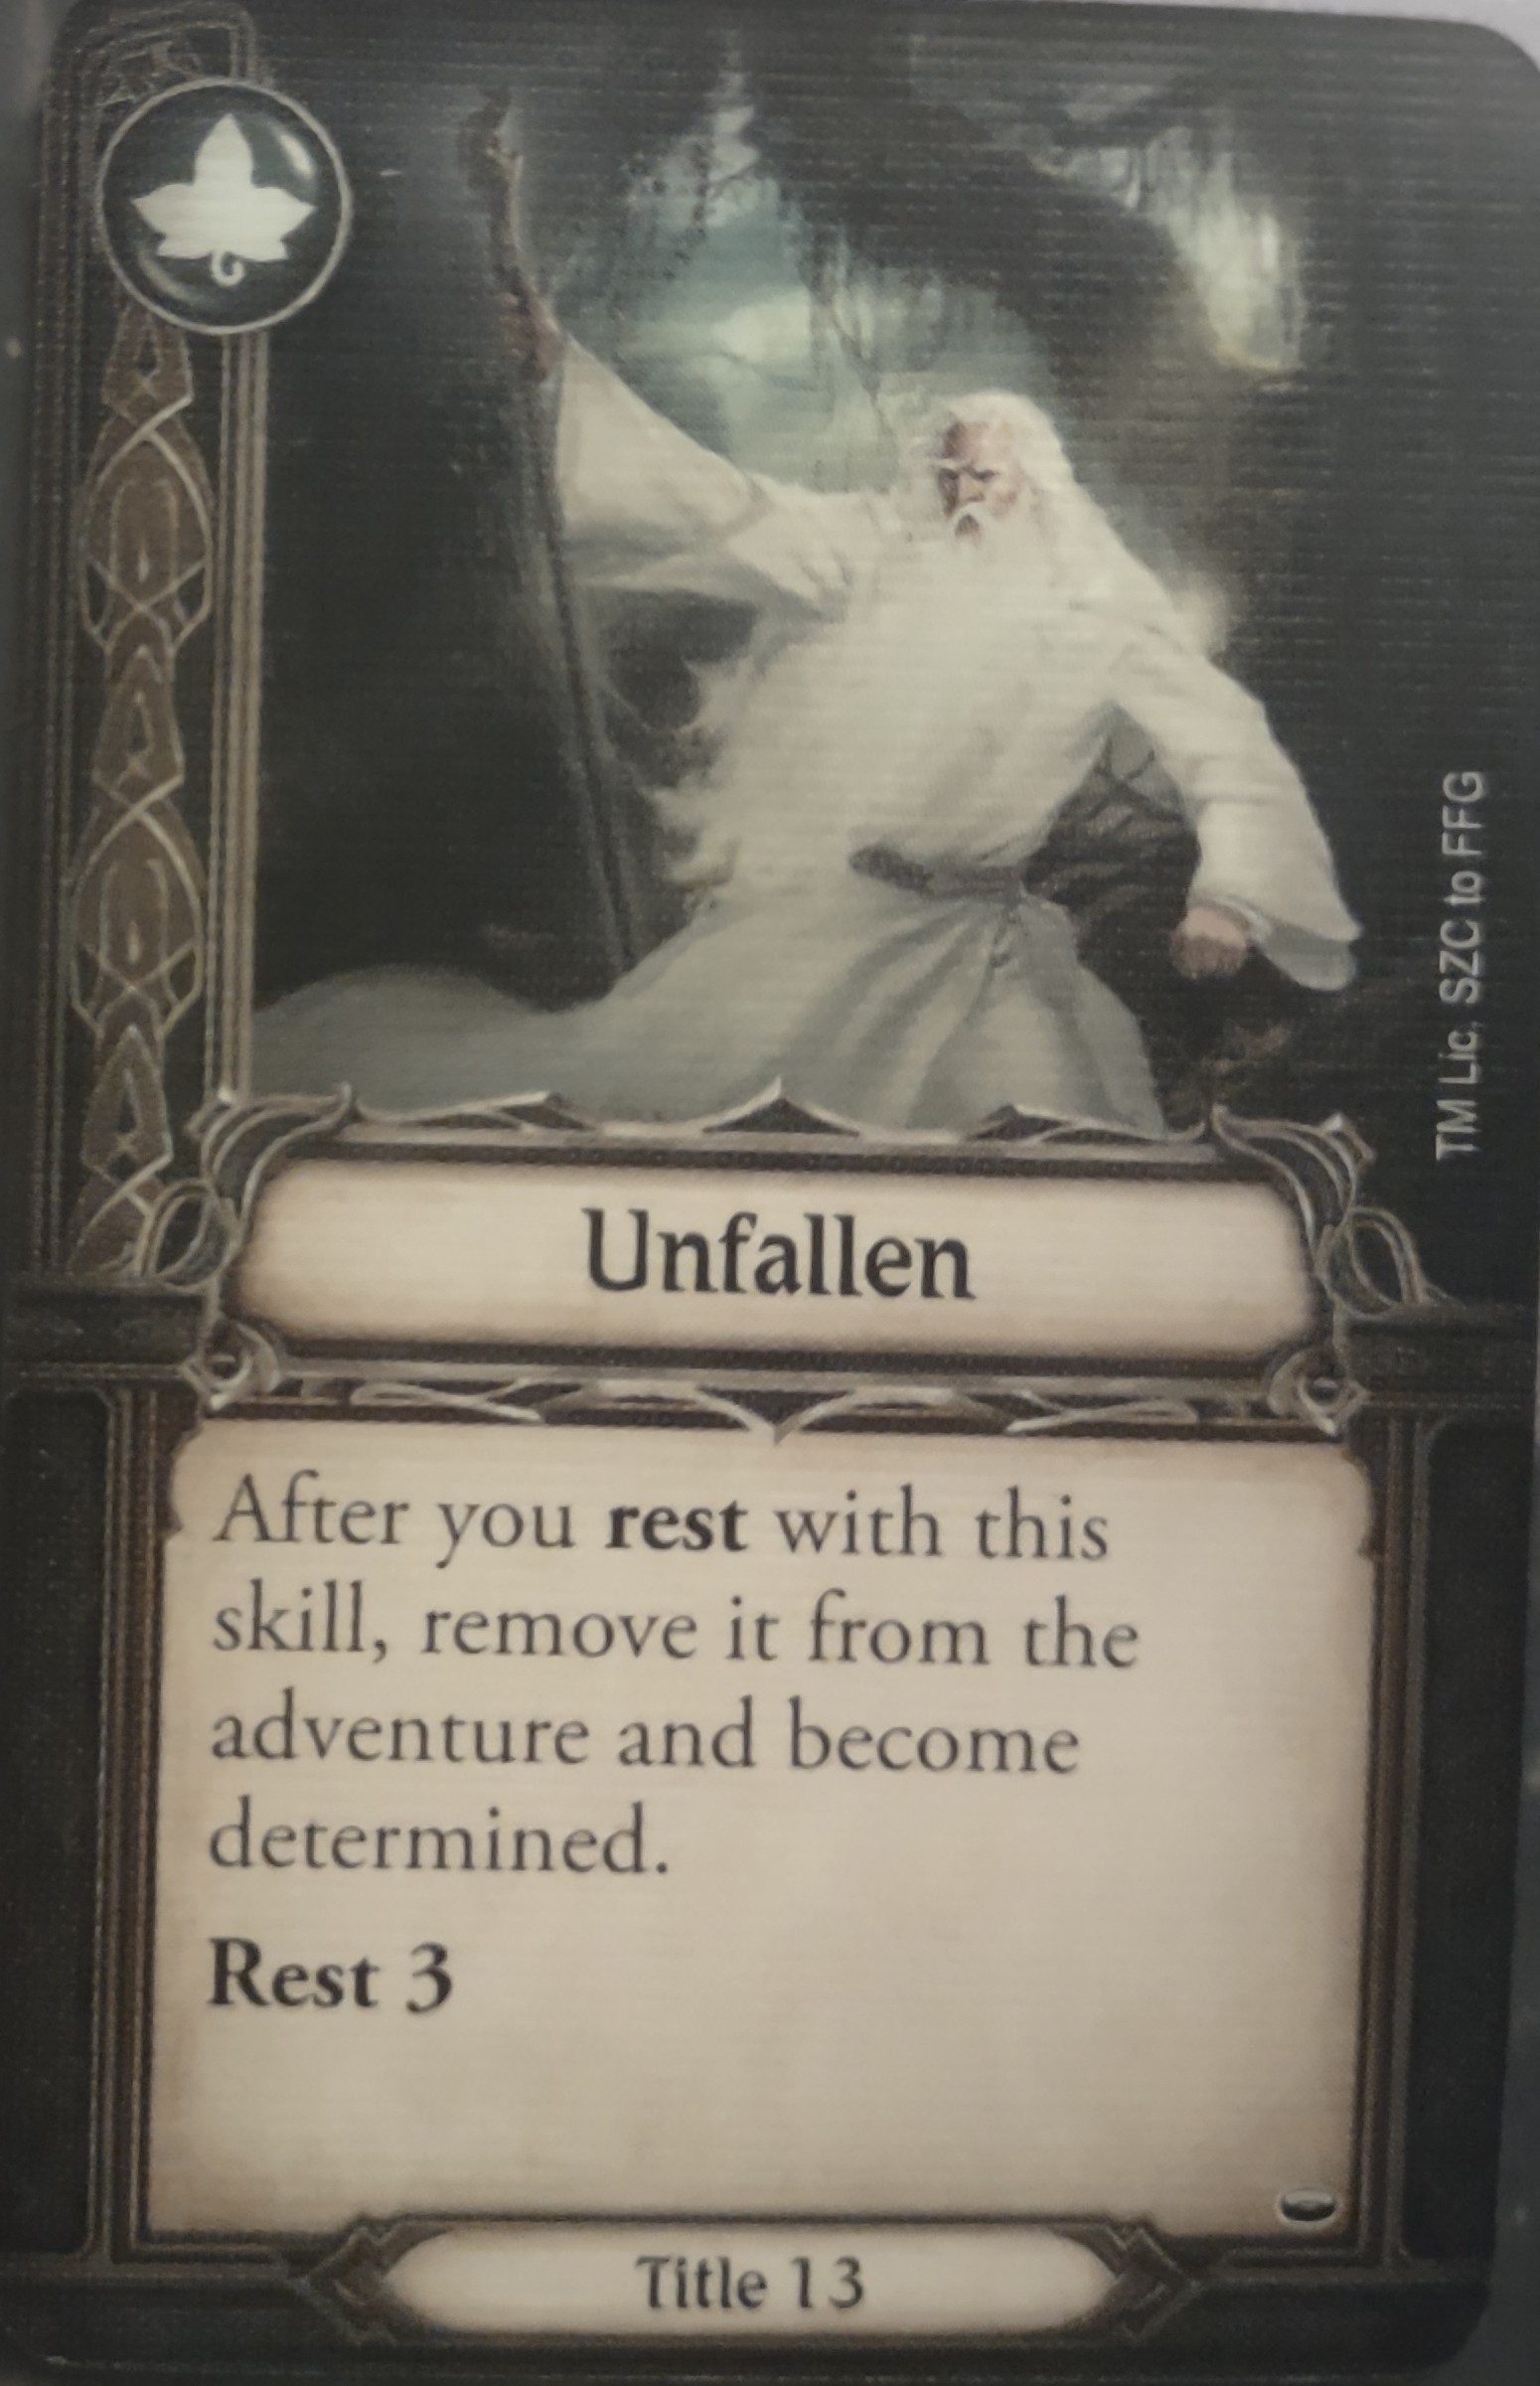 TM Lic. SZC to FFG
Unfallen
After you rest with this
skill, remove it from the
adventure and become
determined.
Rest 3
Title 13